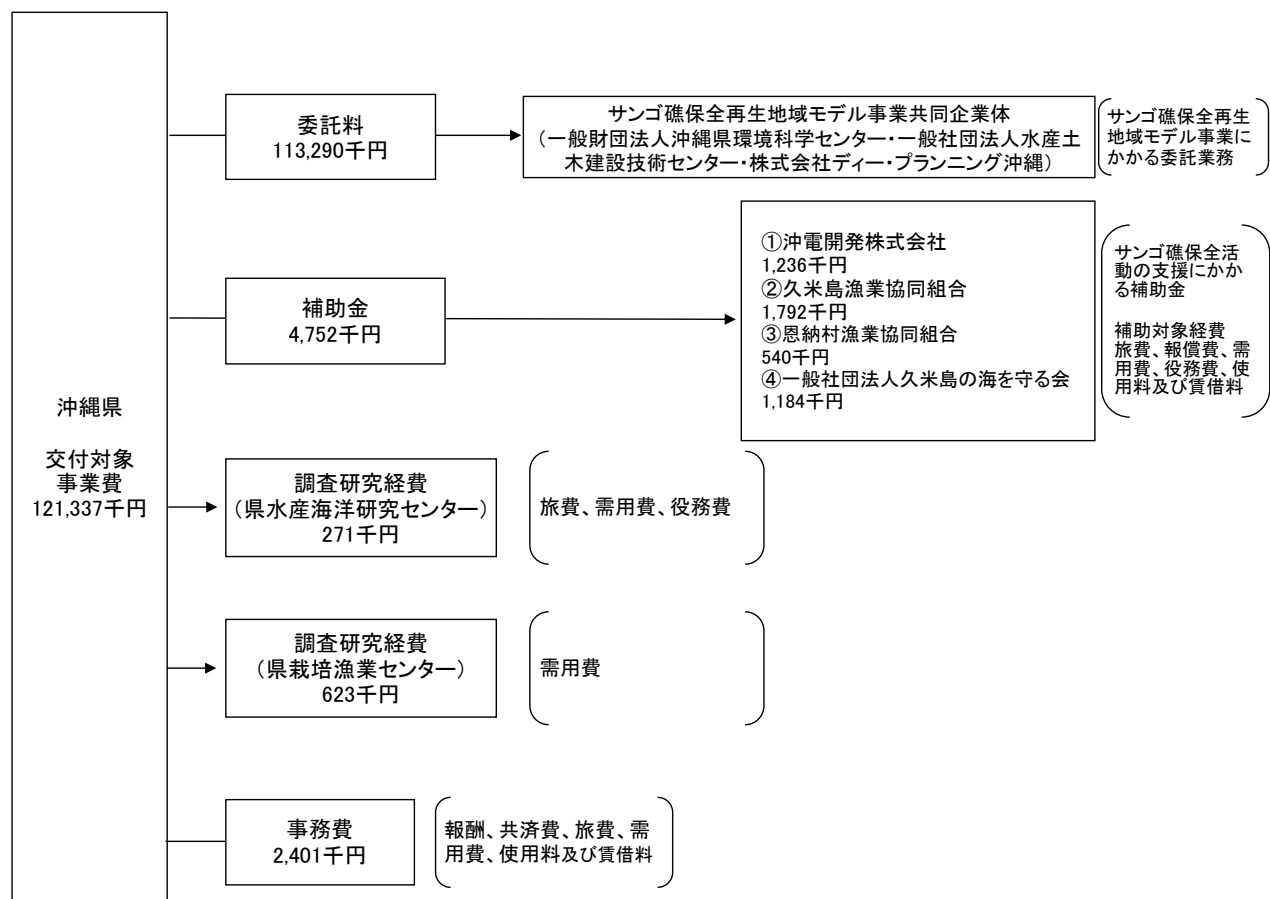 沖縄県
交付対象
事業費
121,337千円
委託料
113,290千円
サンゴ礁保全再生地域モデル事業共同企業体
（一般財団法人沖縄県環境科学センター・一般社団法人水産土
木建設技術センター・株式会社ディー・プランニング沖縄）
サンゴ礁保全再生
地域モデル事業に
かかる委託業務
補助金
4,752千円
①沖電開発株式会社
1,236千円
②久米島漁業協同組合
1,792千円
③恩納村漁業協同組合
540千円
④一般社団法人久米島の海を守る会
1,184千円
サンゴ礁保全活
動の支援にかか
る補助金
補助対象経費
旅費、報償費、需
用費、役務費、使
用料及び賃借料
調査研究経費
（県水産海洋研究センター）
271千円
旅費、需用費、役務費
調査研究経費
（県栽培漁業センター）
623千円
需用費
事務費
2,401千円
報酬、共済費、旅費、需
用費、使用料及び賃借料